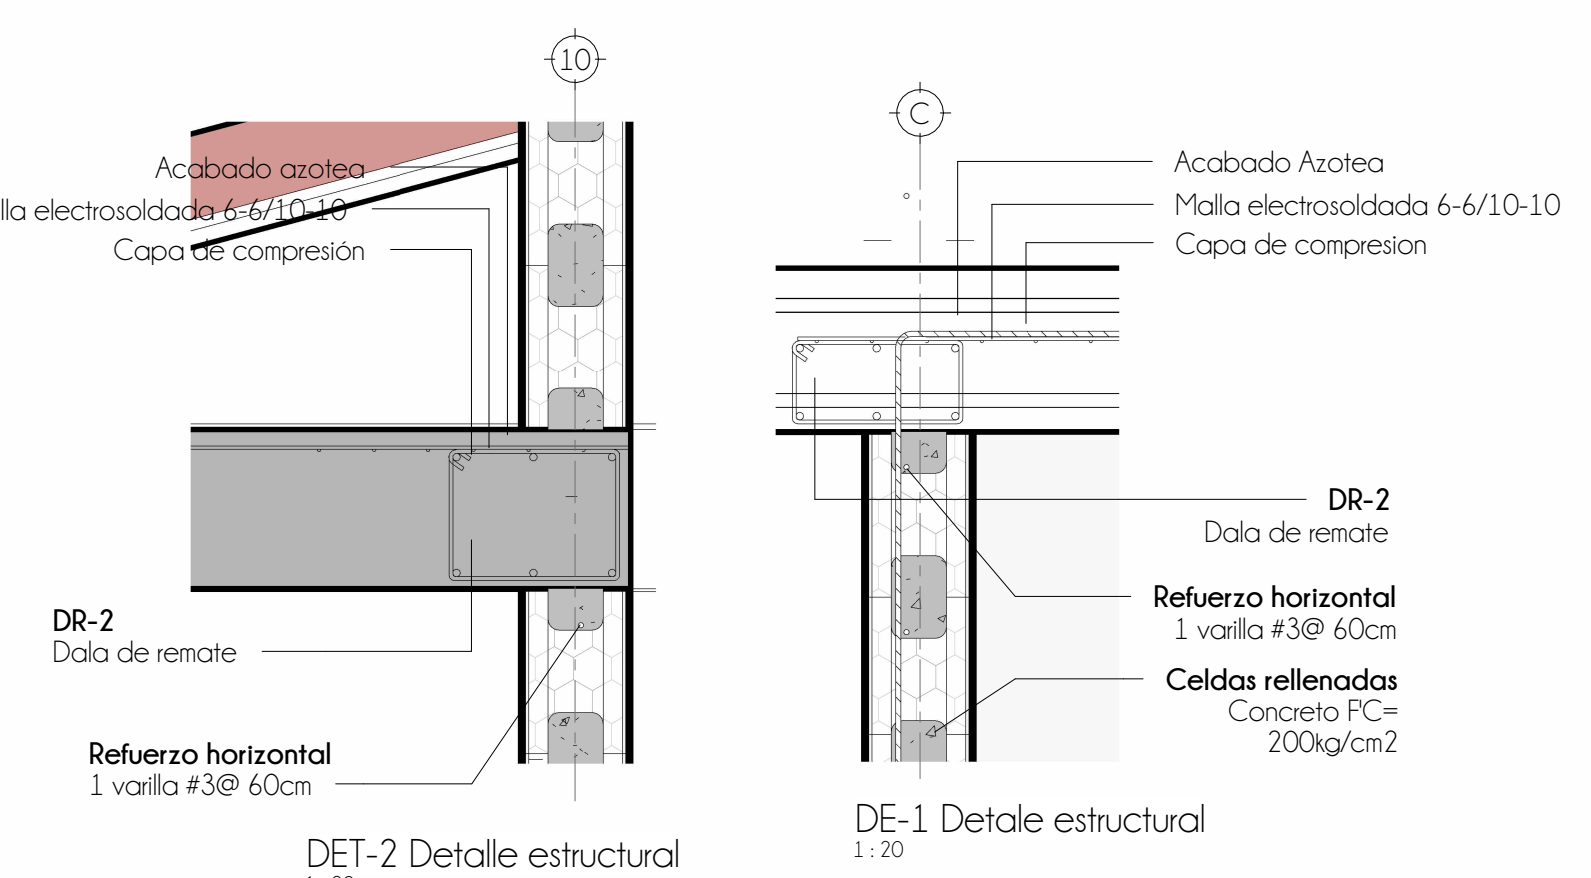 10
Acabado azotea
lla electrosoldada 6-6/10-10
Capa de compresión
DR-2
Dala de remate
Refuerzo horizontal
1 varilla #3@ 60cm
DET-2 Detalle estructural
C
Acabado Azotea
Malla electrosoldada 6-6/10-10
Capa de compresion
DR-2
Dala de remate
Refuerzo horizontal
1 varilla #3@ 60cm
Celdas rellenadas
Concreto F'C=
200kg/cm2
DE-1 Detale estructural
1 : 20